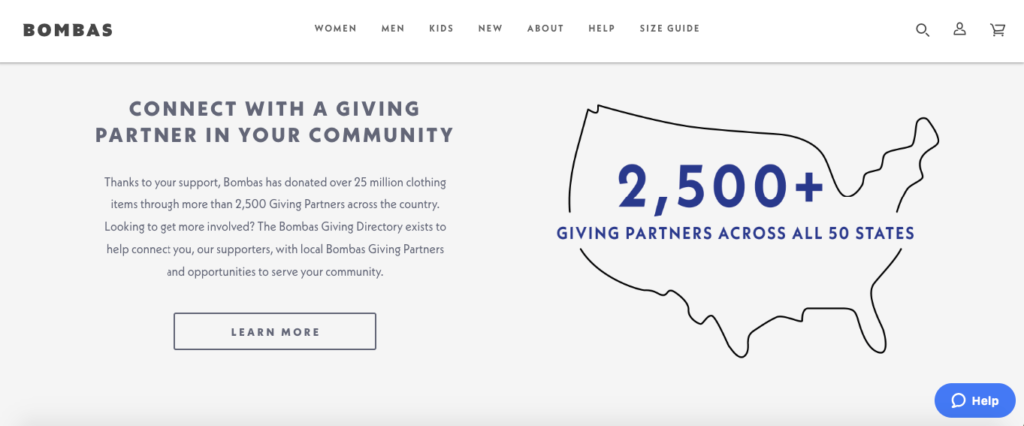 BOMBAS
WOMEN MEN KIDS NEW ABOUT HELP SIZE GUIDE
CONNECT WITH A GIVING
PARTNER IN YOUR COMMUNITY
Thanks to your support, Bombas has donated over 25 million clothing
items through more than 2,500 Giving Partners across the country.
Looking to get more involved? The Bombas Giving Directory exists to
help connect you, our supporters, with local Bombas Giving Partners
and opportunities to serve your community.
LEARN MORE
2,500+
GIVING PARTNERS ACROSS ALL 50 STATES
Help